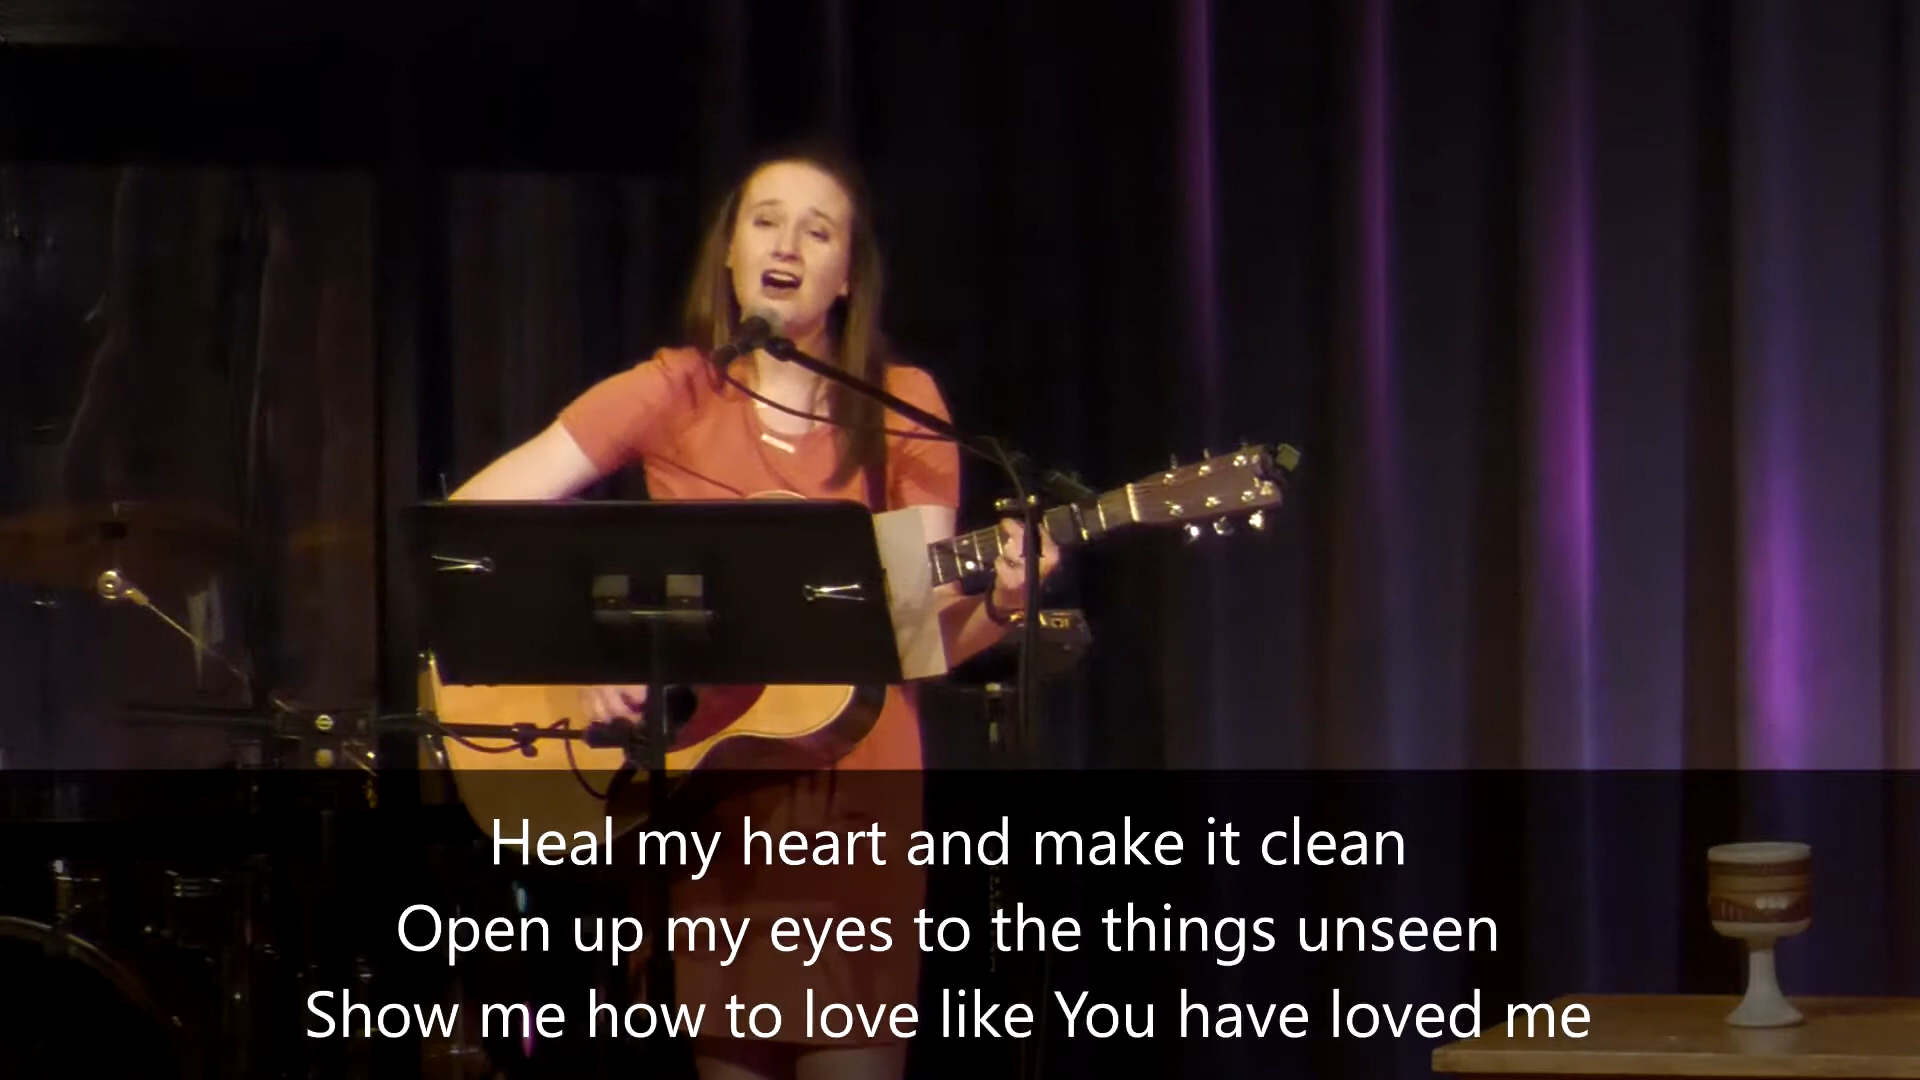 Heal my heart and make it clean
Open up my eyes to the things unseen
Show me how to love like You have loved me